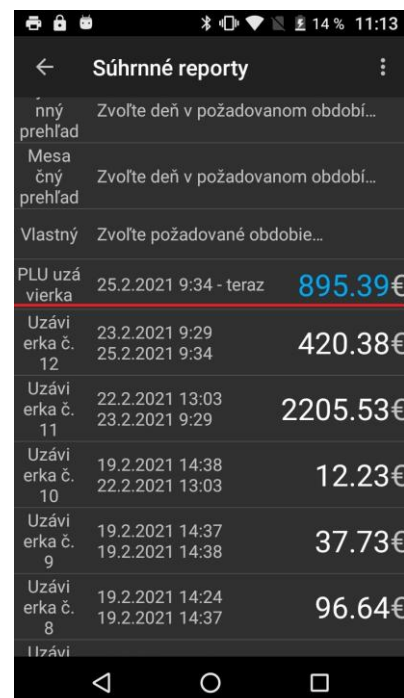 14 % 11:13
Súhrnné reporty
nný
prehľad
Zvoľte deň v požadovanom období…
Mesa
čný
prehľad
Zvoľte deň v požadovanom období…
Vlastný
Zvoľte požadované obdobie…
PLU uzá
vierka
25.2.2021 9:34 - teraz
895.39€
Uzávi
erka č.
12
23.2.2021 9:29
25.2.2021 9:34
420.38€
Uzávi
erka č.
11
22.2.2021 13:03
23.2.2021 9:29
2205.53€
Uzávi
erka č.
10
19.2.2021 14:38
22.2.2021 13:03
12.23€
Uzávi
erka č.
9
19.2.2021 14:37
19.2.2021 14:38
37.73€
Uzávi
erka č.
8
19.2.2021 14:24
19.2.2021 14:37
96.64€
Uzávi